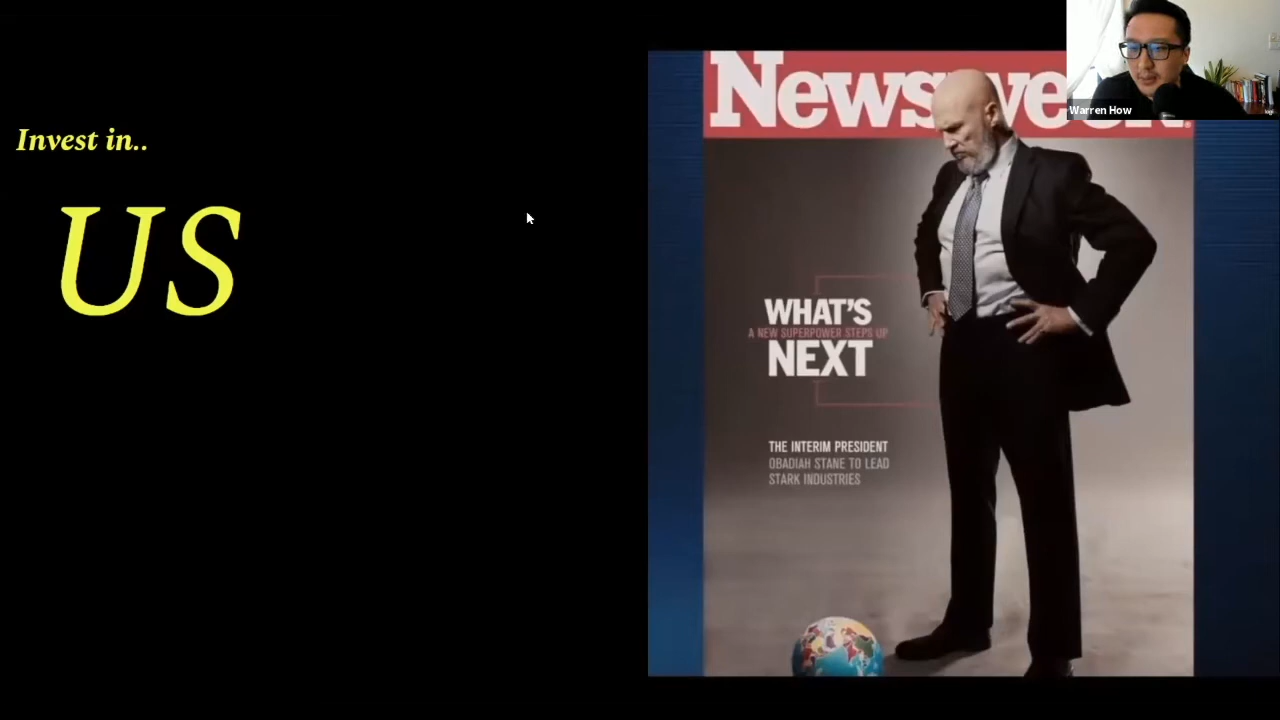 Invest in..
US
Newsweek
WHAT'S
A NEW SUPERPOWER STEPS UP
NEXT
THE INTERIM PRESIDENT
OBADIAH STANE TO LEAD
STARK INDUSTRIES
Warren How